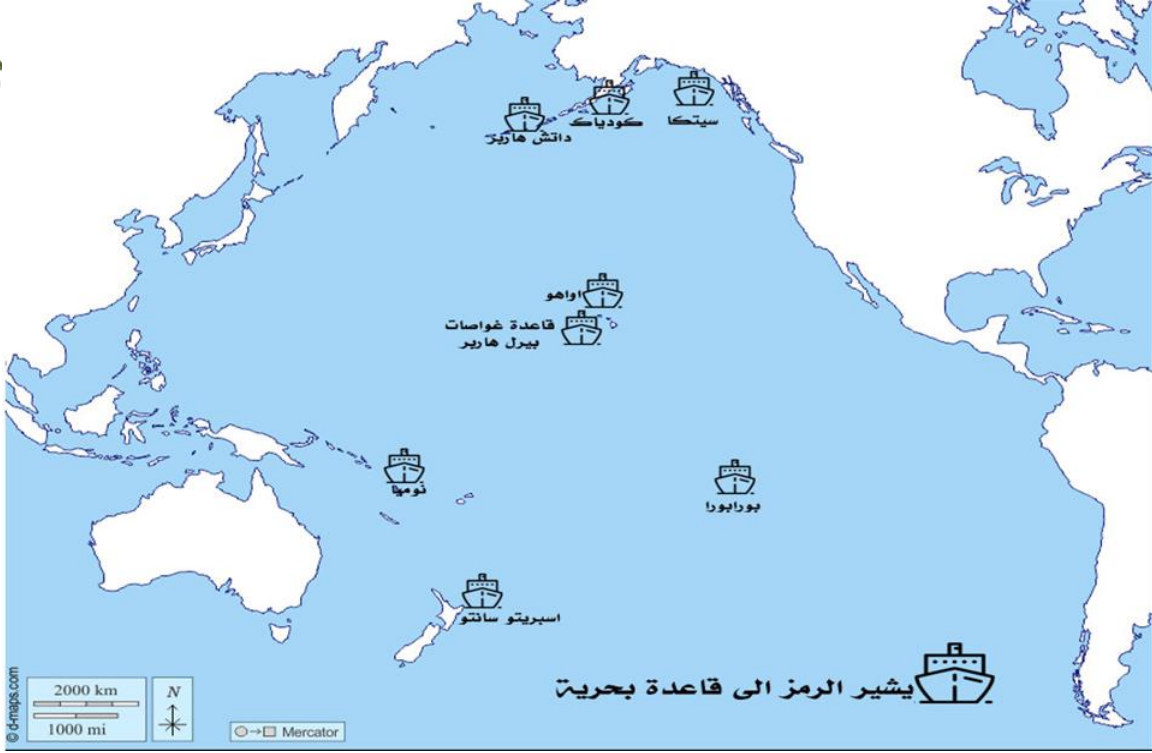 سيتكا
كودياك
داتش هاربر
اواهو
قاعدة غواصات
بيرل هاربر
نوميا
بورابورا
اسبريتو سانتو
يشير الرمز الى قاعدة بحرية
2000 km
1000 mi
N
Mercator
© d-maps.com